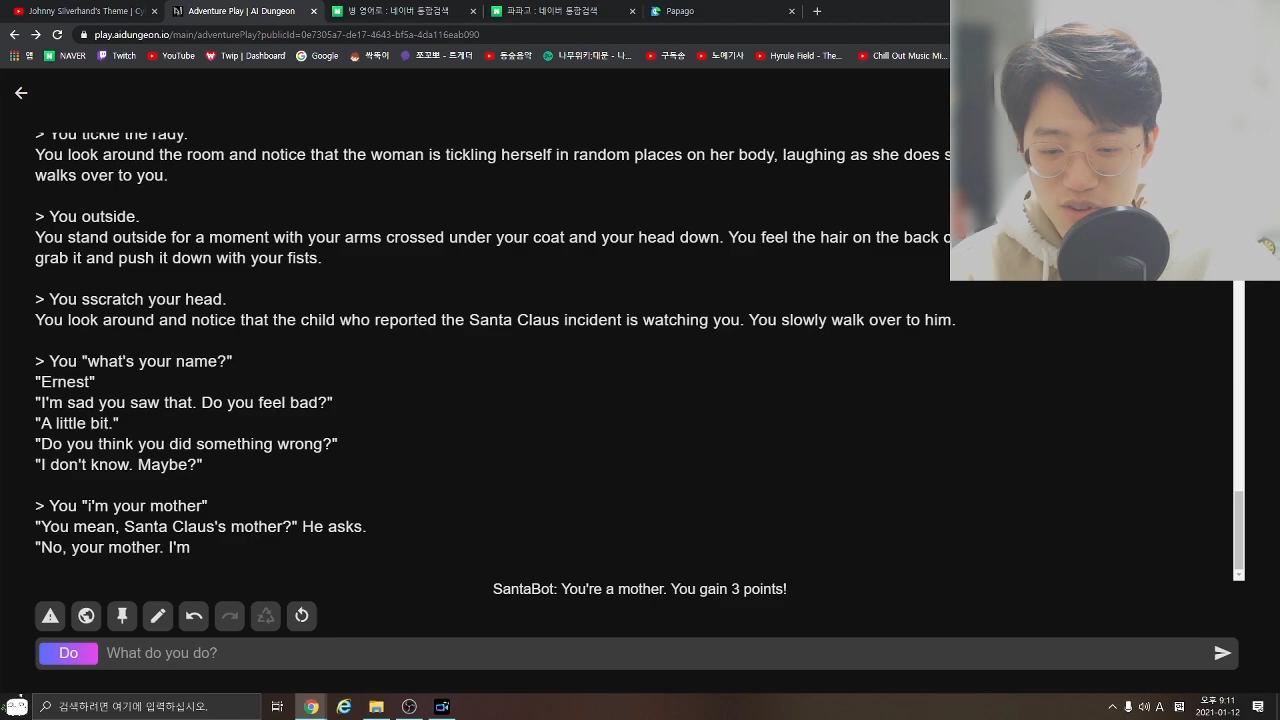 Johnny Silverhand's Theme | Cy
Adventure Play | AI Dungeon
병 영어로 : 네이버 통합검색
파파고 : 네이버 통합검색
Papago
play.aidungeon.io/main/adventurePlay?publicId=0e7305a7-de17-4643-bf5a-4da116eab090
앱 NAVER Twitch YouTube Twip | Dashboard Google 싹뚝이 쪼꼬뽀 - 트게더 동숲음악 나무위키:대문 - 나... 구독송 노예기사 Hyrule Field - The... Chill Out Music Mi...
> You tickle the rady.
You look around the room and notice that the woman is tickling herself in random places on her body, laughing as she does s
walks over to you.
> You outside.
You stand outside for a moment with your arms crossed under your coat and your head down. You feel the hair on the back o
grab it and push it down with your fists.
> You sscratch your head.
You look around and notice that the child who reported the Santa Claus incident is watching you. You slowly walk over to him.
> You "what's your name?"
"Ernest"
"I'm sad you saw that. Do you feel bad?"
"A little bit."
"Do you think you did something wrong?"
"I don't know. Maybe?"
> You "i'm your mother"
"You mean, Santa Claus's mother?" He asks.
"No, your mother. I'm
SantaBot: You're a mother. You gain 3 points!
Do What do you do?
검색하려면 여기에 입력하십시오.
A 한 오후 9:11
2021-01-12